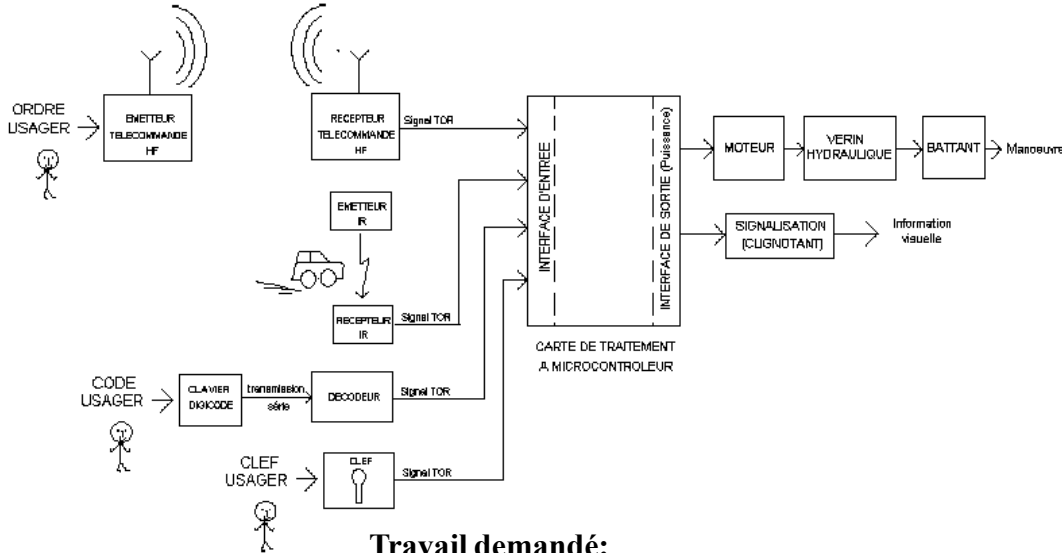 ORDRE
USAGER
EMETTEUR
TELECOMMANDE
HF
RECEPTEUR
TELECOMMANDE
HF
Signal TOR
EMETTEUR
IR
RECEPTEUR
IR
Signal TOR
CODE
USAGER
CLAVIER
DIGICODE
transmission
série
DECODEUR
Signal TOR
CLEF
USAGER
CLEF
Signal TOR
INTERFACE D'ENTREE
INTERFACE DE SORTIE (Puissance)
CARTE DE TRAITEMENT
A MICROCONTROLEUR
MOTEUR
VERIN
HYDRAULIQUE
BATTANT
Manoeuvre
SIGNALISATION
(CLIGNOTANT)
Information
visuelle
Travail demandé: